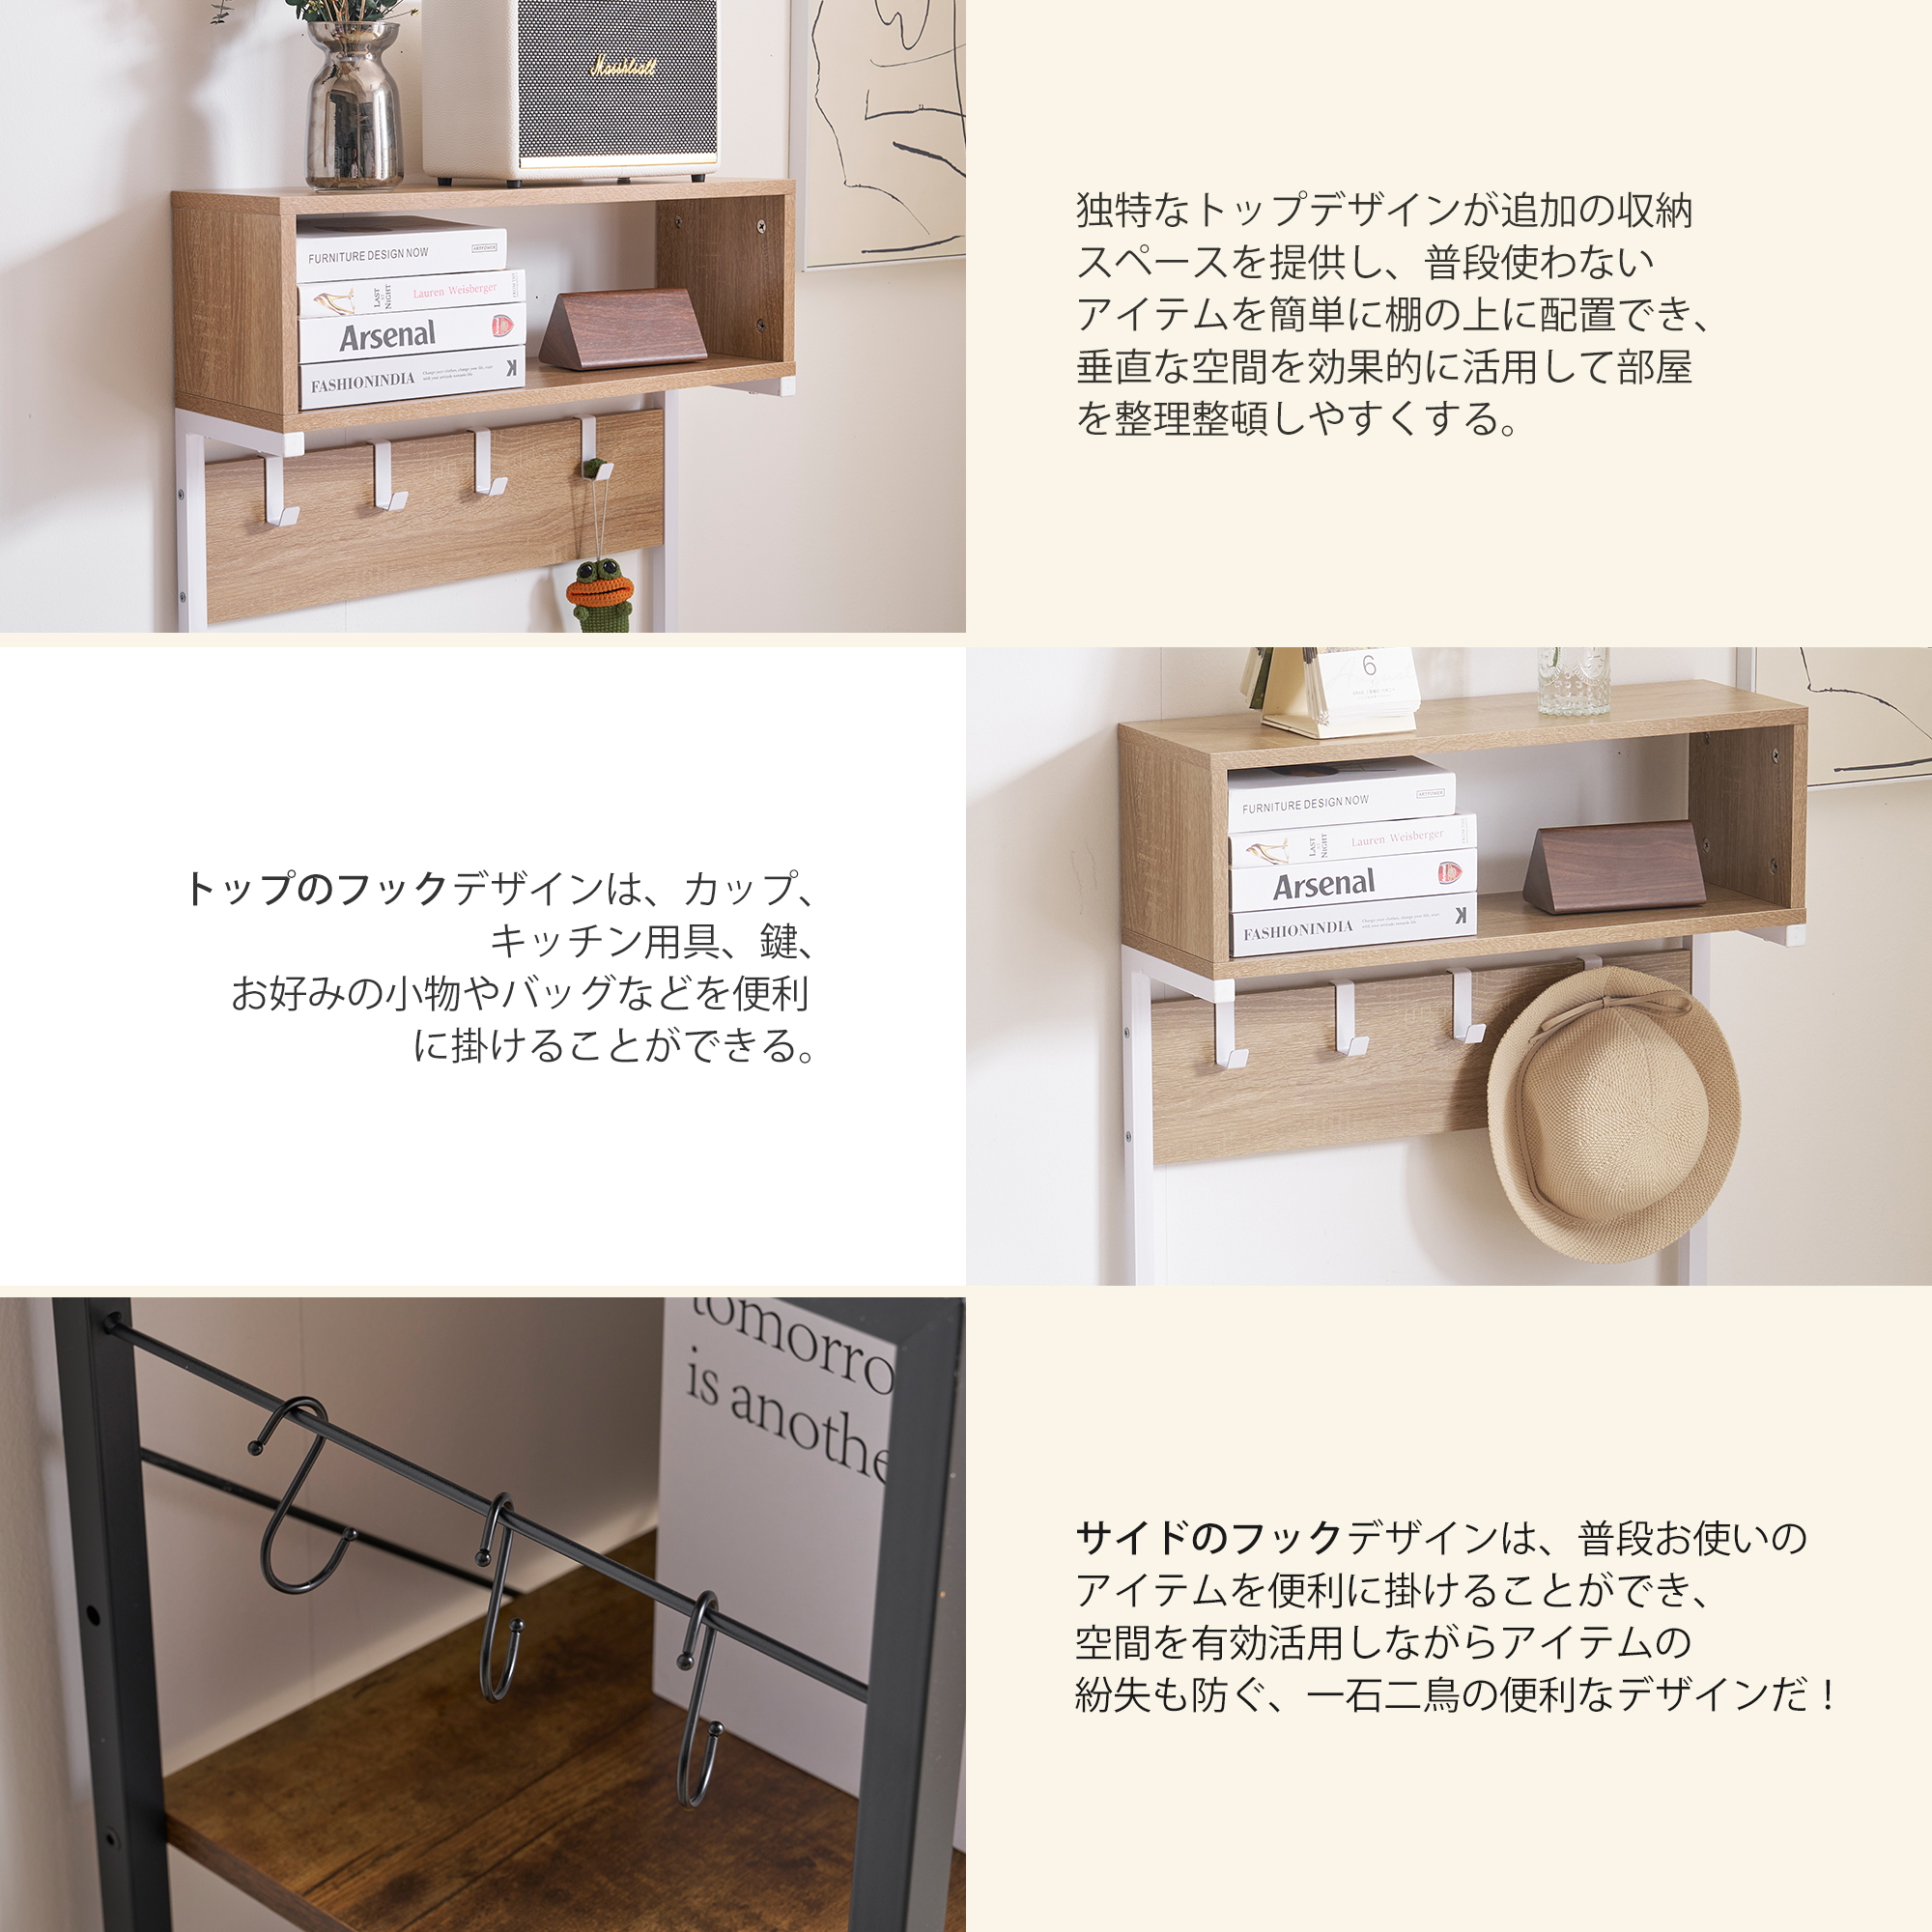 Marshall
FURNITURE DESIGN NOW
ARTPOWER
LAST
NIGHT
Lauren Weisberger
Arsenal
FASHIONINDIA
K
独特なトップデザインが追加の収納
スペースを提供し、普段使わない
アイテムを簡単に棚の上に配置でき、
垂直な空間を効果的に活用して部屋
を整理整頓しやすくする。
トップのフックデザインは、カップ、
キッチン用具、鍵、
お好みの小物やバッグなどを便利
に掛けることができる。
6
FURNITURE DESIGN NOW
ARTPOWER
LAST
NIGHT
Lauren Weisberger
Arsenal
FASHIONINDIA
K
tomorro
is anothe
サイドのフックデザインは、普段お使いの
アイテムを便利に掛けることができ、
空間を有効活用しながらアイテムの
紛失も防ぐ、一石二鳥の便利なデザインだ！